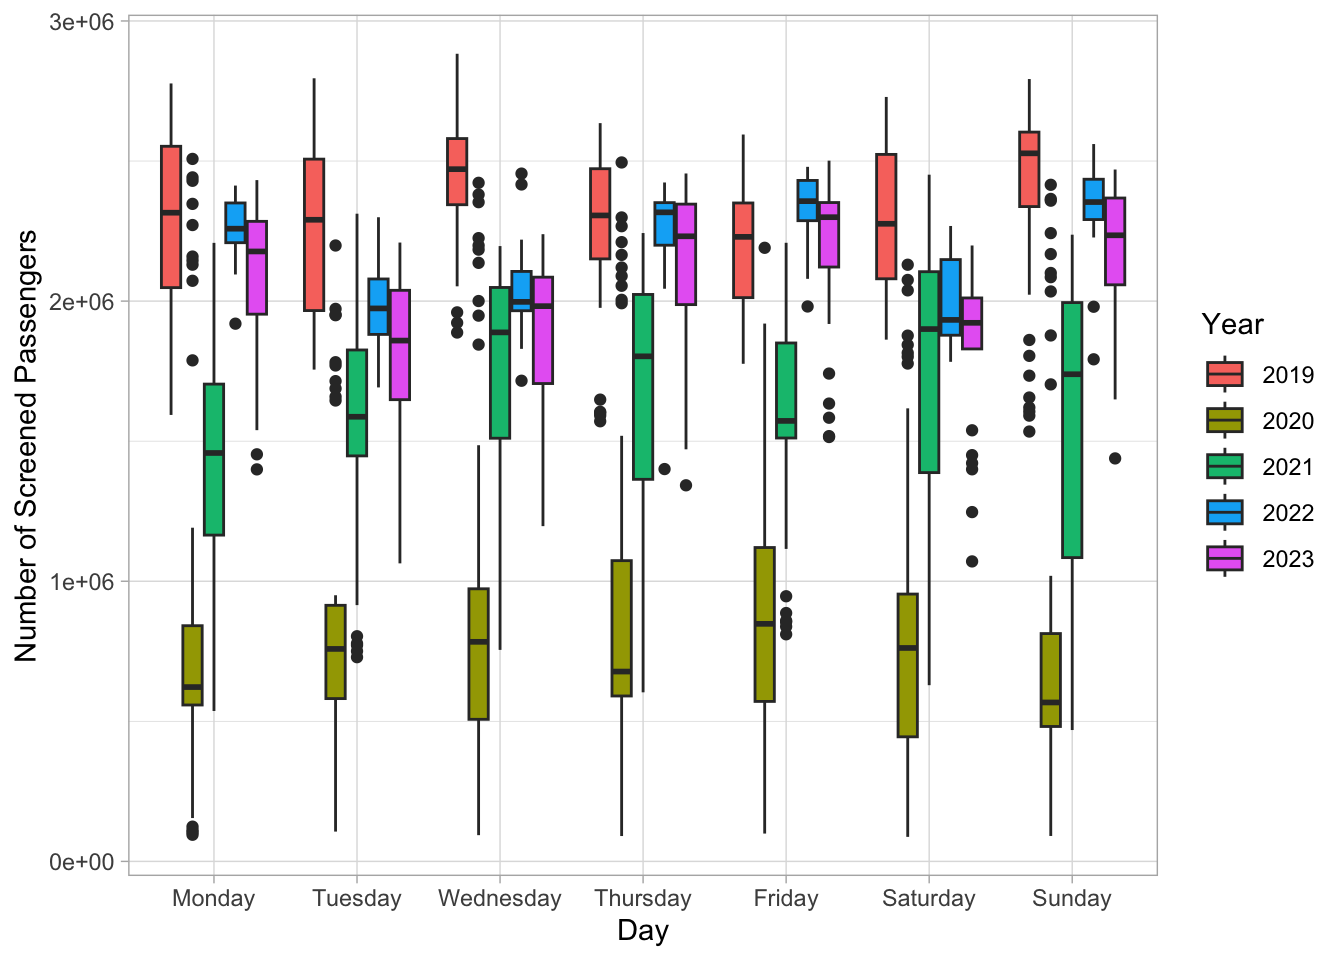 Number of Screened Passengers
3e+06
2e+06
1e+06
0e+00
Monday
Tuesday
Wednesday
Thursday
Friday
Saturday
Sunday
Day
Year
2019
2020
2021
2022
2023